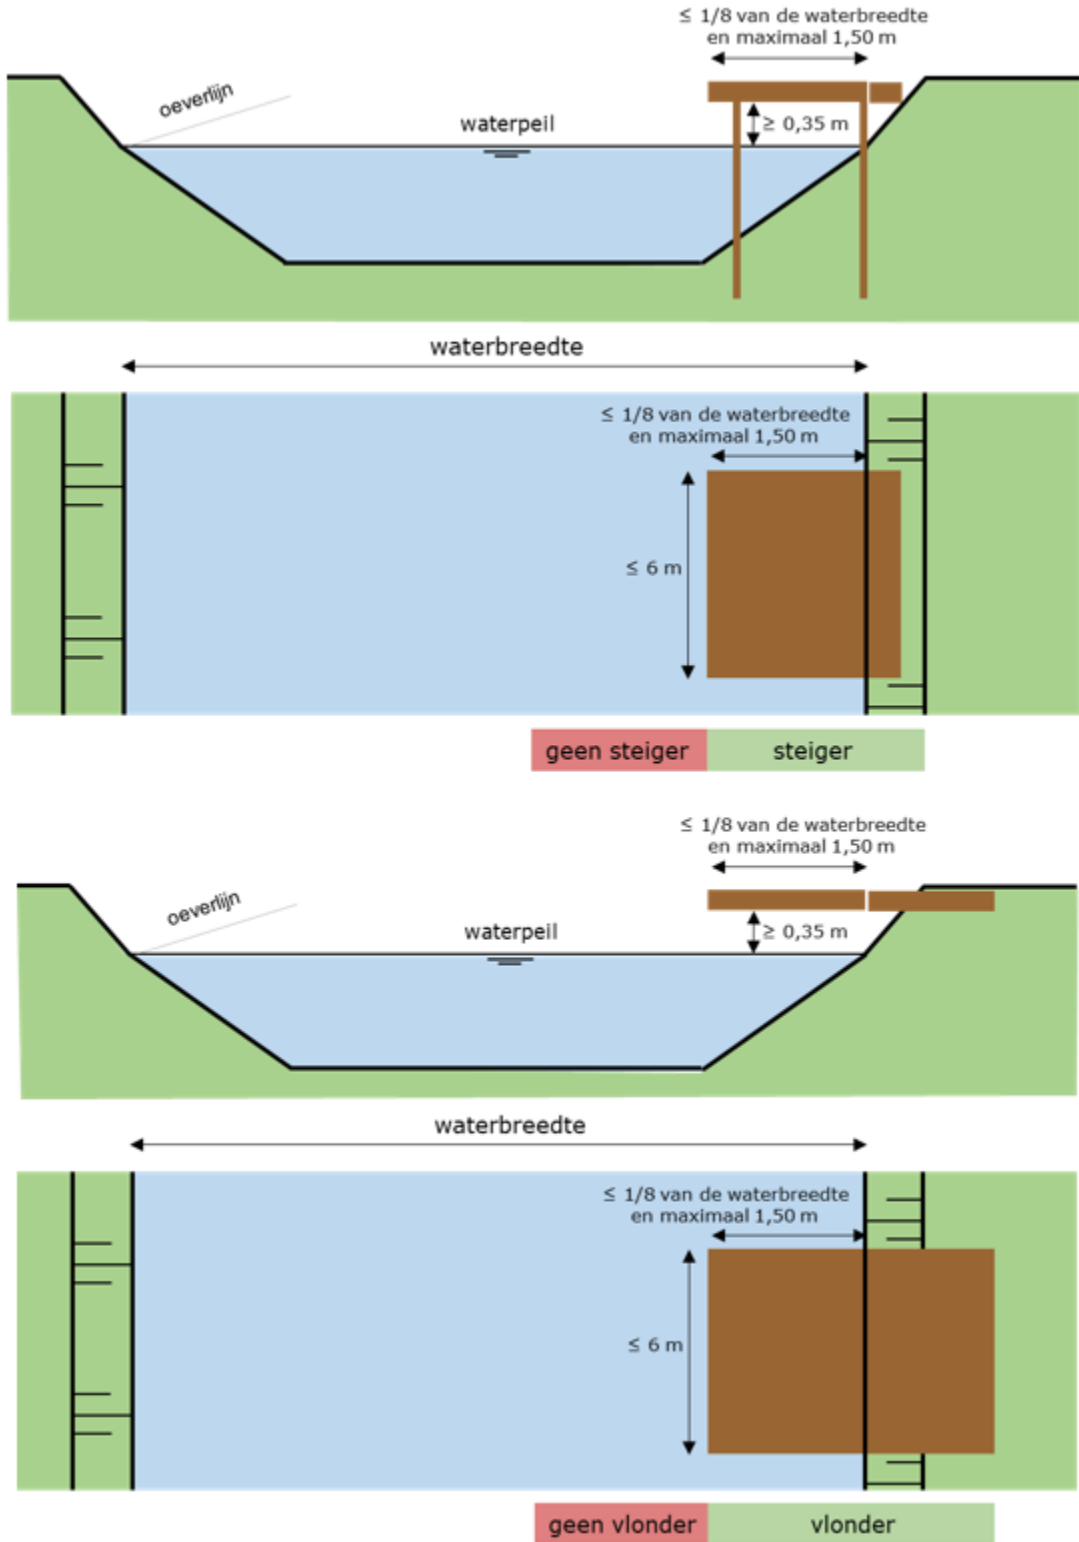 ≤ 1/8 van de waterbreedte
en maximaal 1,50 m
oeverlijn
waterpeil
≥ 0,35 m
waterbreedte
≤ 1/8 van de waterbreedte
en maximaal 1,50 m
≤ 6 m
geen steiger
steiger
≤ 1/8 van de waterbreedte
en maximaal 1,50 m
oeverlijn
waterpeil
≥ 0,35 m
waterbreedte
≤ 1/8 van de waterbreedte
en maximaal 1,50 m
≤ 6 m
geen vlonder
vlonder